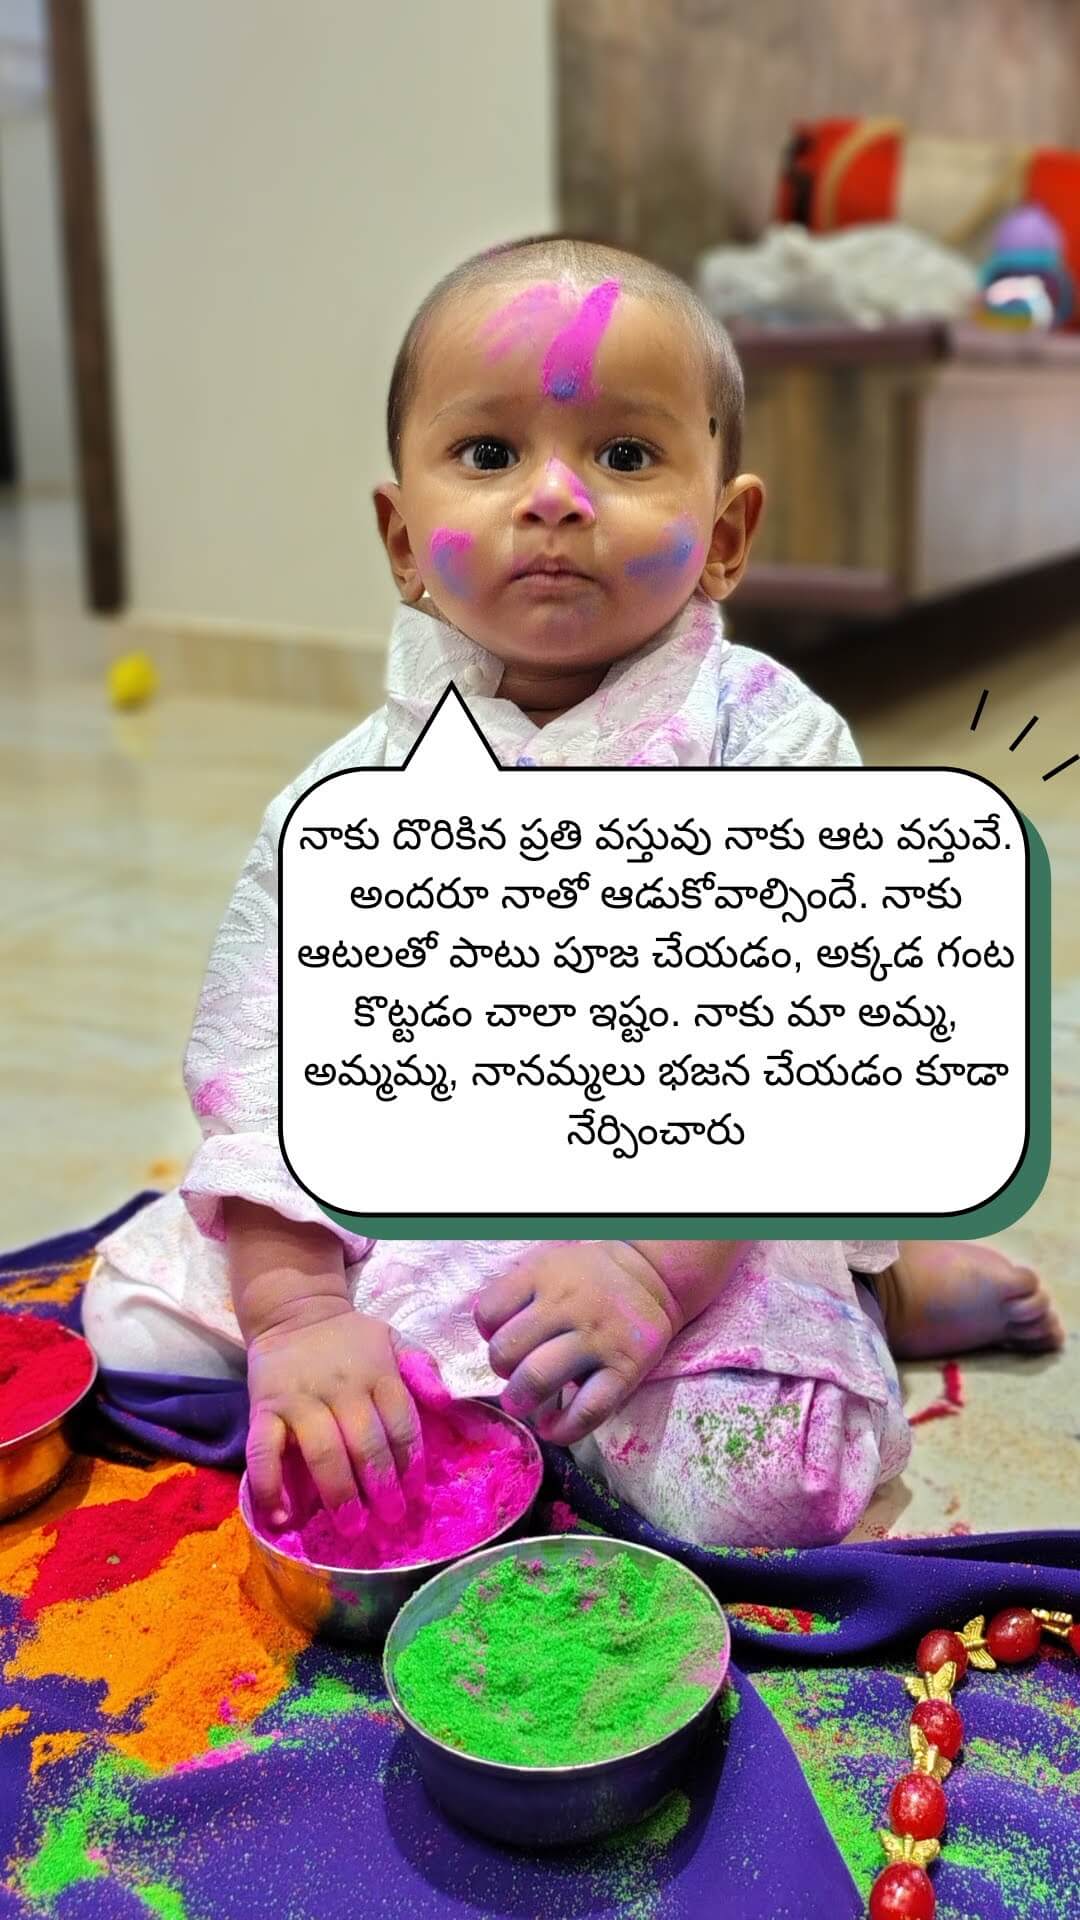 నాకు దొరికిన ప్రతి వస్తువు నాకు ఆట వస్తువే.
అందరూ నాతో ఆడుకోవాల్సిందే. నాకు
ఆటలతో పాటు పూజ చేయడం, అక్కడ గంట
కొట్టడం చాలా ఇష్టం. నాకు మా అమ్మ,
అమ్మమ్మ, నానమ్మలు భజన చేయడం కూడా
నేర్పించారు